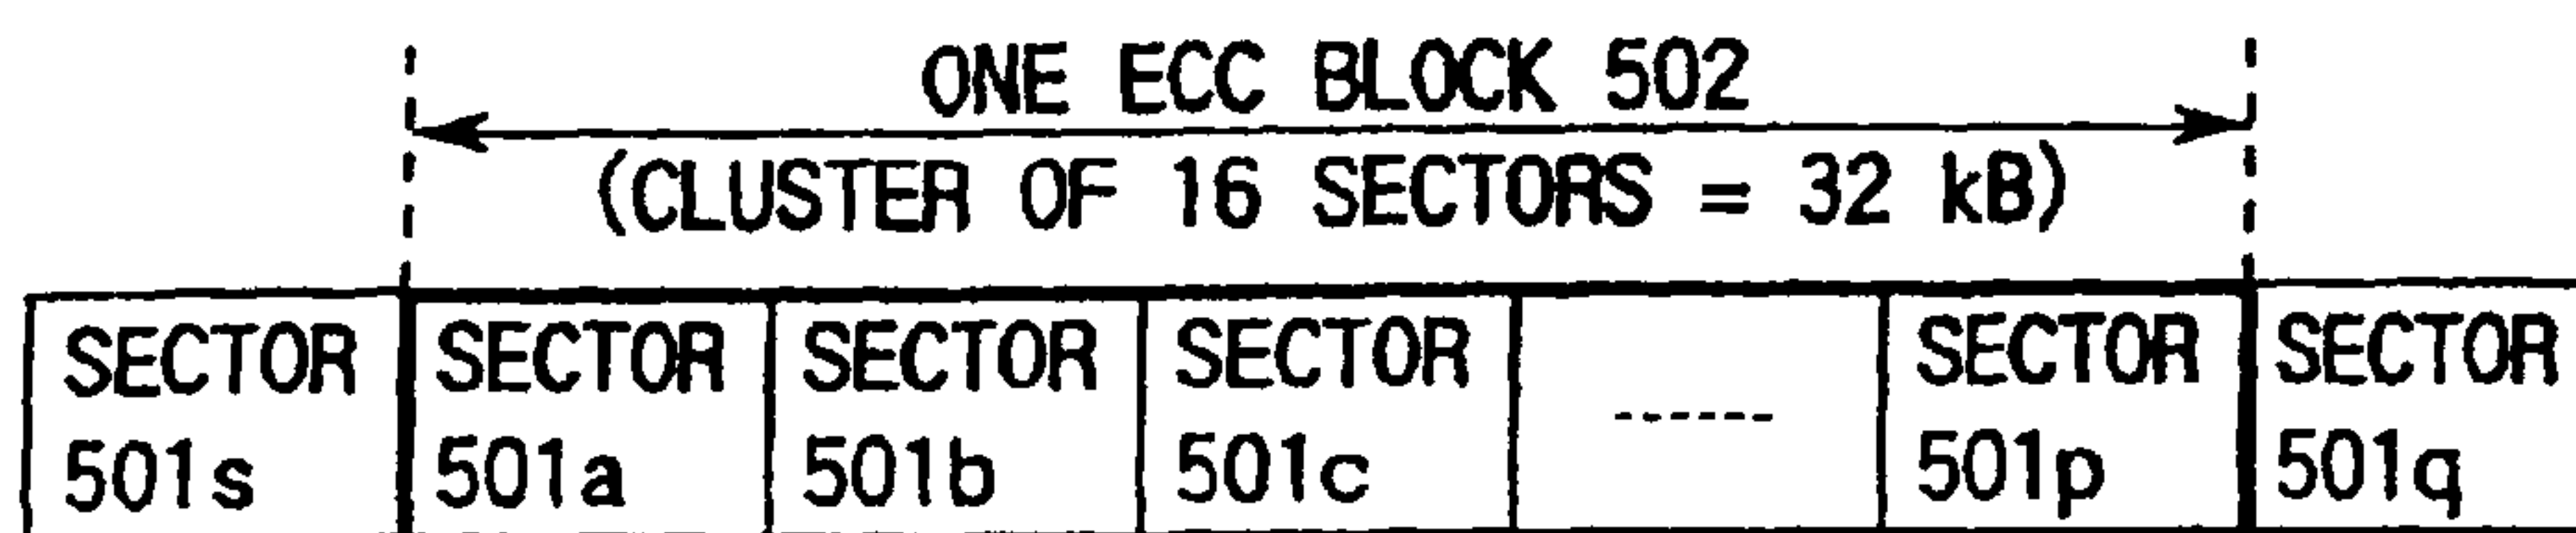 ONE ECC BLOCK 502
(CLUSTER OF 16 SECTORS = 32 kB)
SECTOR SECTOR SECTOR SECTOR ------ SECTOR SECTOR
501s 501a 501b 501c 501p 501q